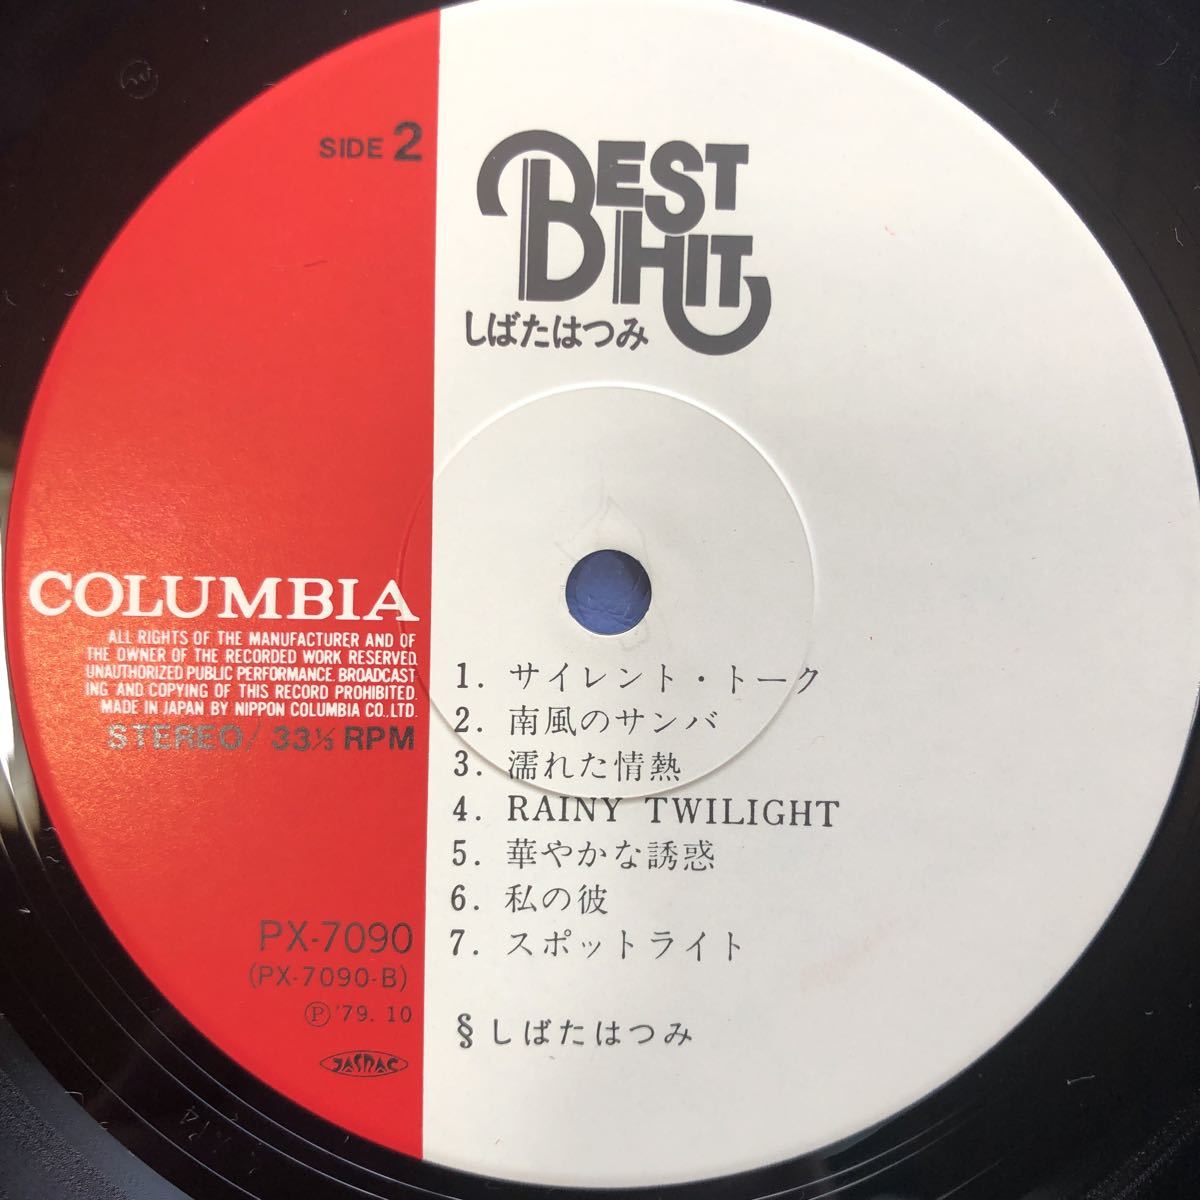 SIDE 2
BEST
HIT
しばたはつみ
COLUMBIA
ALL RIGHTS OF THE MANUFACTURER AND OF
THE OWNER OF THE RECORDED WORK RESERVED.
UNAUTHORIZED PUBLIC PERFORMANCE. BROADCAST
ING AND COPYING OF THIS RECORD PROHIBITED.
MADE IN JAPAN BY NIPPON COLUMBIA CO., LTD.
STEREO/ 33⅓ RPM
1. サイレント・トーク
2. 南風のサンバ
3. 濡れた情熱
4. RAINY TWILIGHT
5. 華やかな誘惑
6. 私の彼
7. スポットライト
PX-7090
(PX-7090-B)
Ⓟ '79. 10
JASRAC
§ しばたはつみ